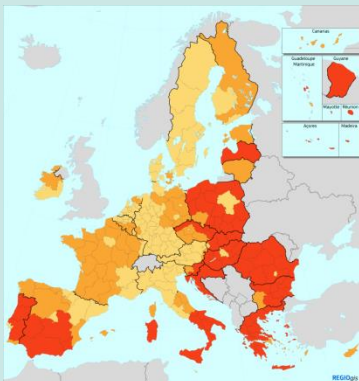 Canarias
Guadeloupe
Martinique
Guyane
Mayotte
Réunion
Açores
Madeira
REGIOgis